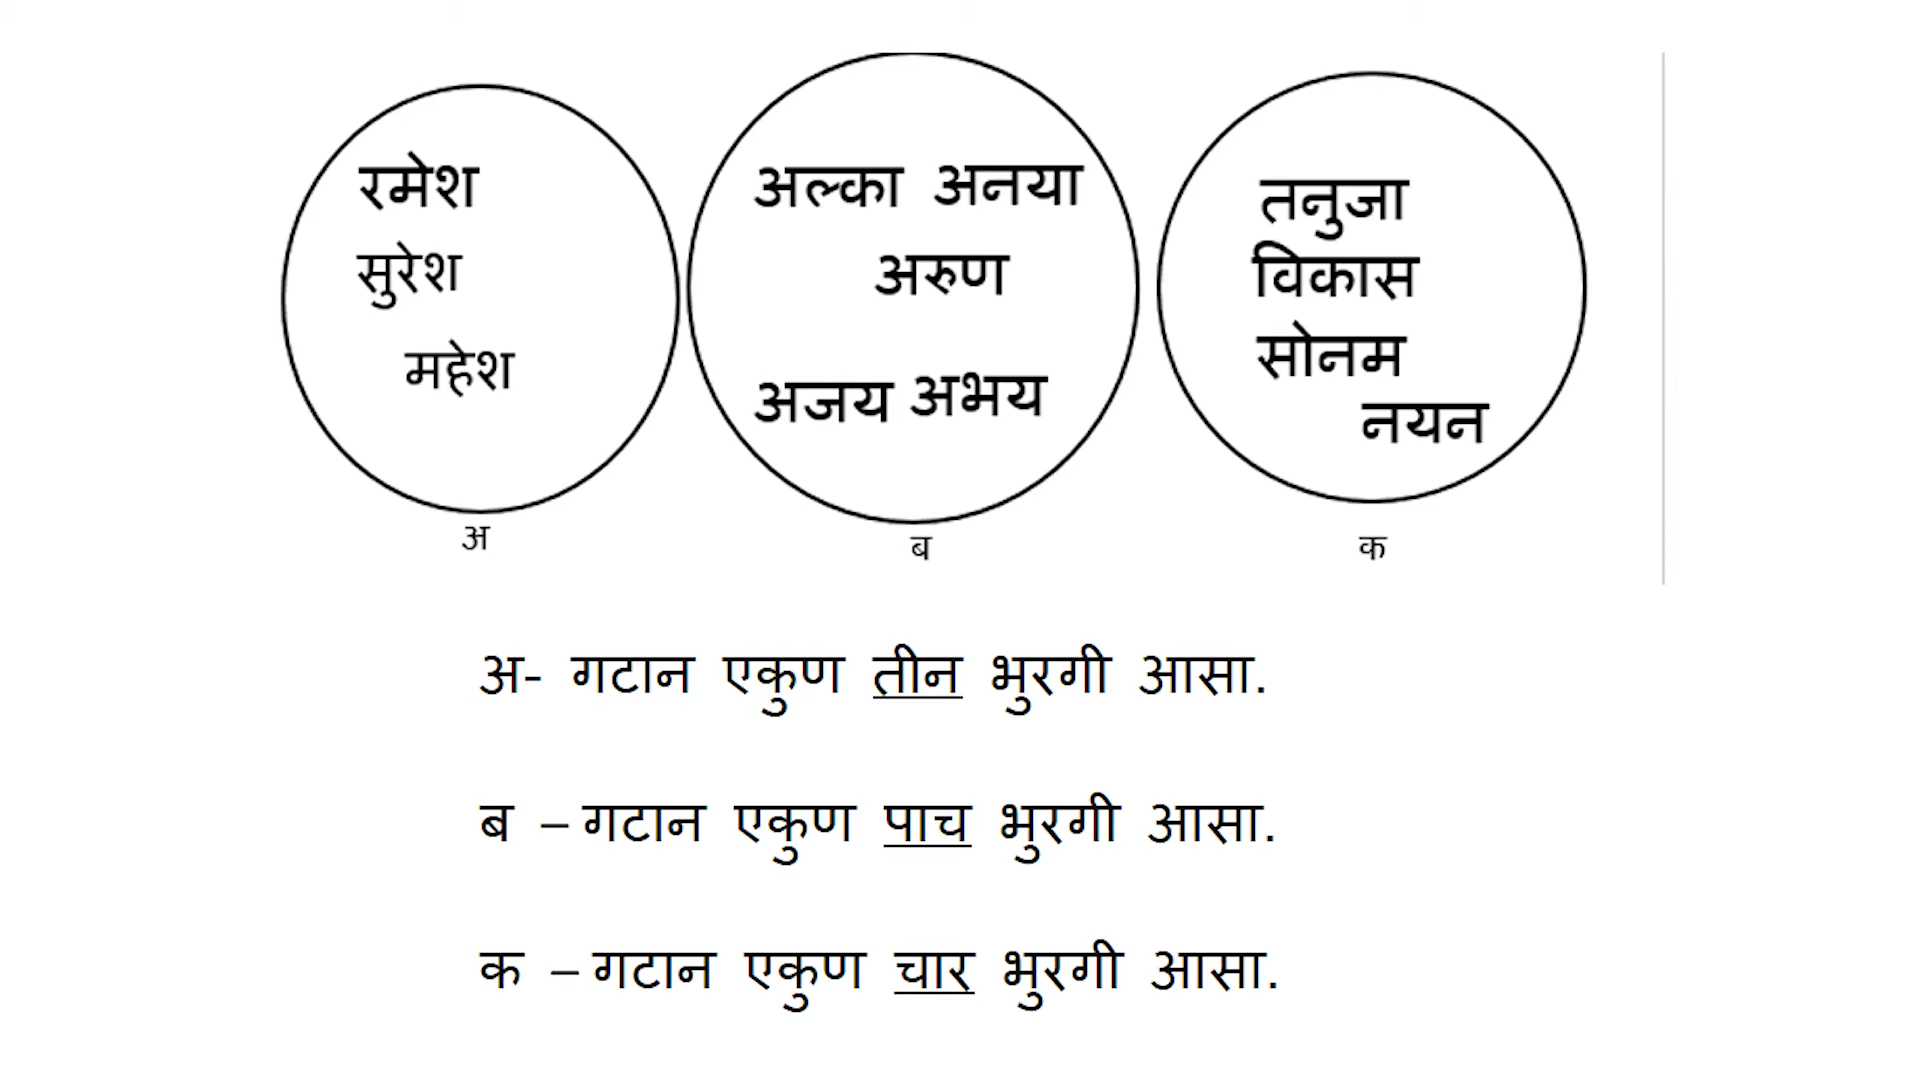 रमेश
सुरेश
महेश
अ
अल्का अनया
अरुण
अजय अभय
ब
तनुजा
विकास
सोनम
नयन
क
अ- गटान एकुण तीन भुरगी आसा.
ब – गटान एकुण पाच भुरगी आसा.
क – गटान एकुण चार भुरगी आसा.